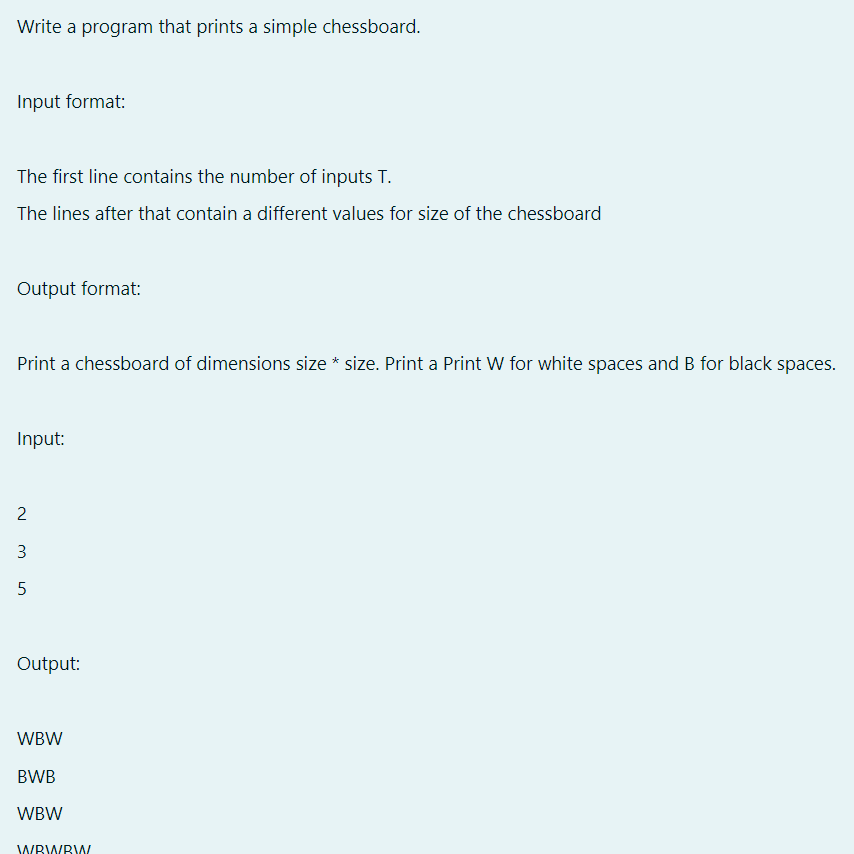 Write a program that prints a simple chessboard.
Input format:
The first line contains the number of inputs T.
The lines after that contain a different values for size of the chessboard
Output format:
Print a chessboard of dimensions size * size. Print a Print W for white spaces and B for black spaces.
Input:
2
3
5
Output:
WBW
BWB
WBW
WBWBW